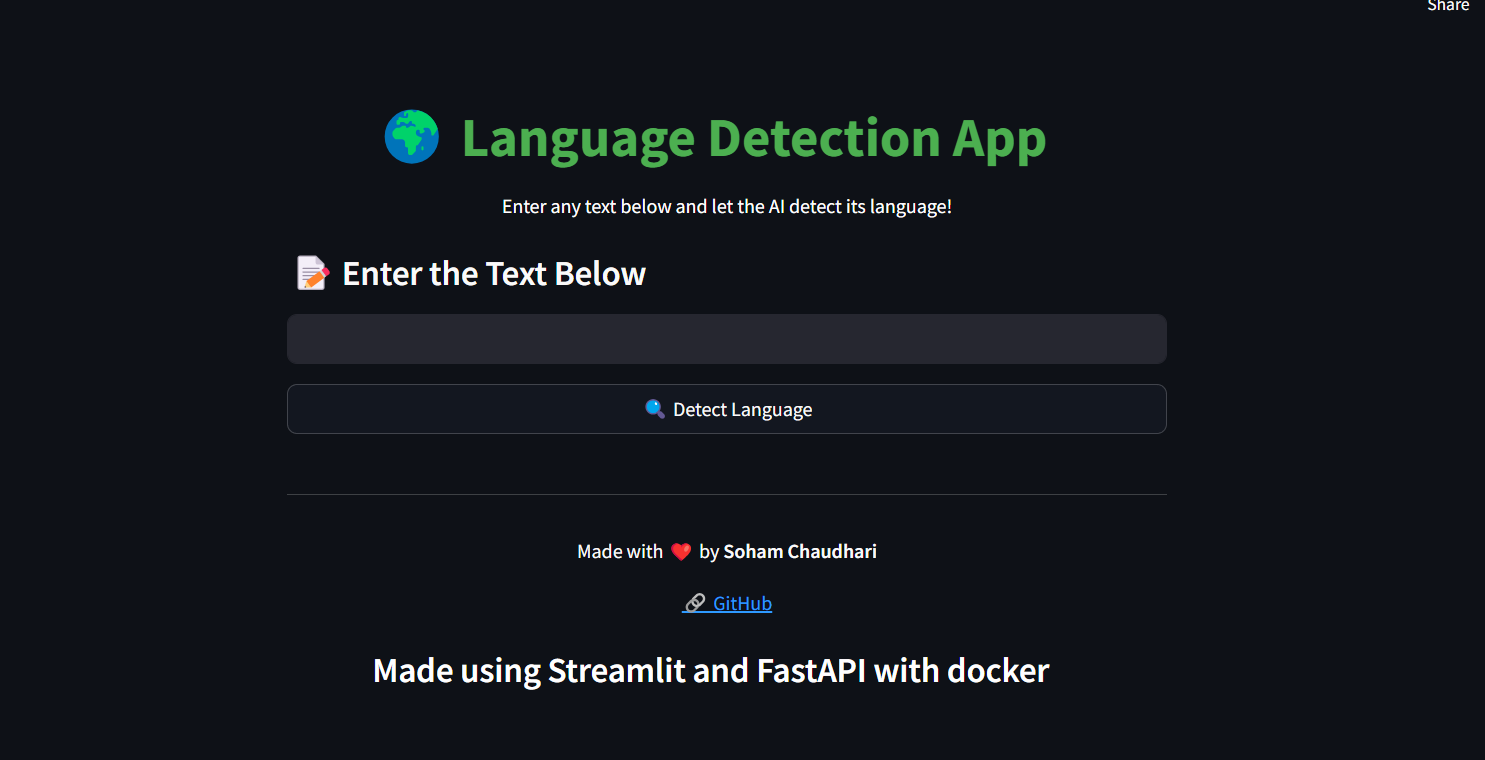 Share
🌍 Language Detection App
Enter any text below and let the AI detect its language!
📝 Enter the Text Below
🔍 Detect Language
Made with ❤️ by Soham Chaudhari
🔗 GitHub
Made using Streamlit and FastAPI with docker